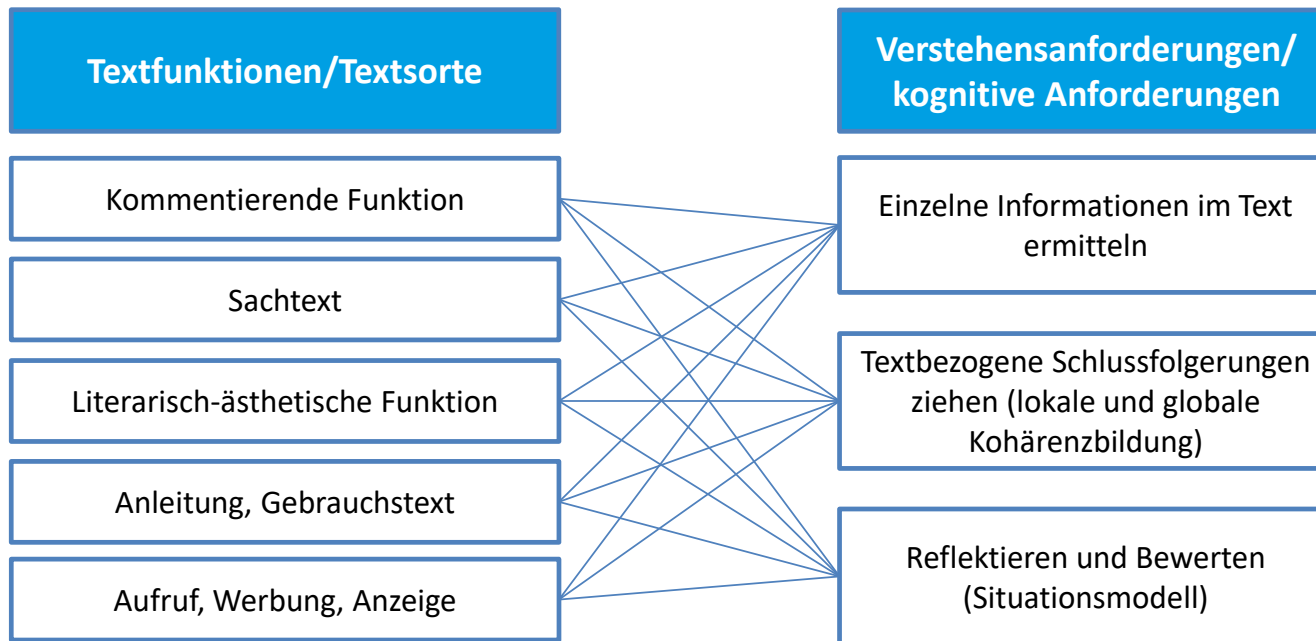 Textfunktionen/Textsorte
Verstehensanforderungen/
kognitive Anforderungen
Kommentierende Funktion
Sachtext
Literarisch-ästhetische Funktion
Anleitung, Gebrauchstext
Aufruf, Werbung, Anzeige
Einzelne Informationen im Text
ermitteln
Textbezogene Schlussfolgerungen
ziehen (lokale und globale
Kohärenzbildung)
Reflektieren und Bewerten
(Situationsmodell)